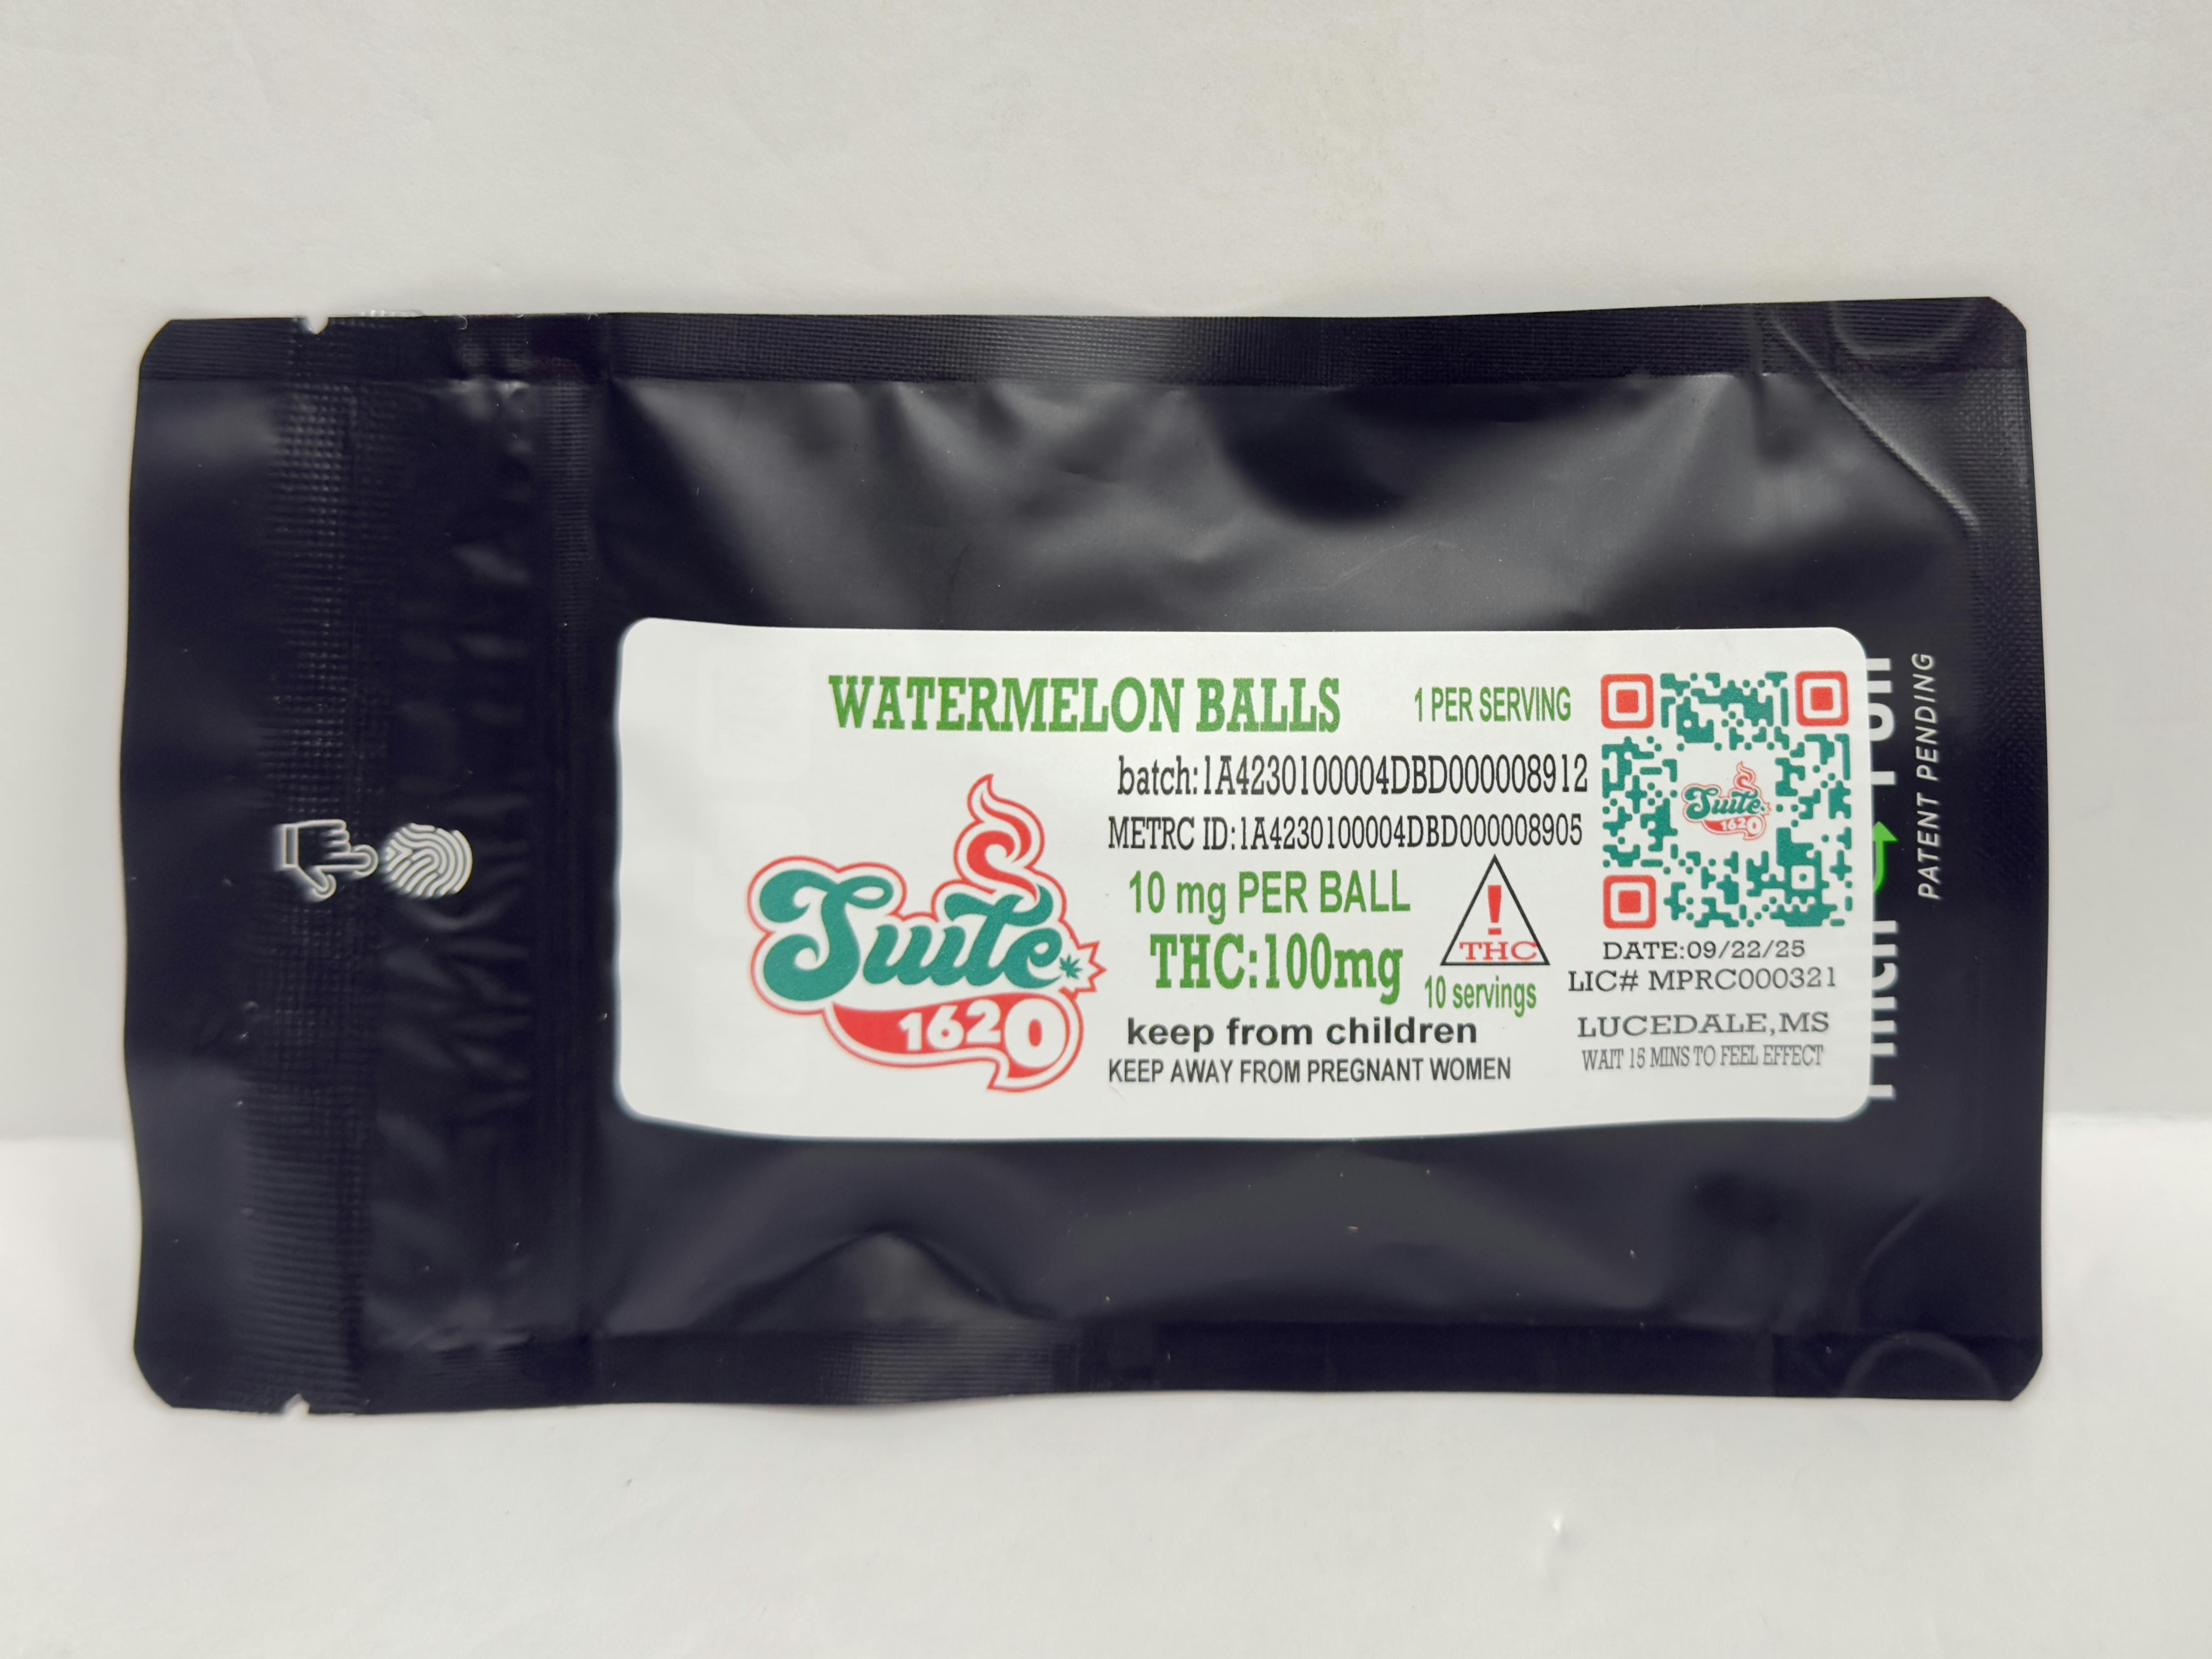 WATERMELON BALLS
1 PER SERVING
batch:1A4230100004DBD000008912
METRC ID:1A4230100004DBD000008905
10 mg PER BALL
THC:100mg
!
THC
10 servings
keep from children
KEEP AWAY FROM PREGNANT WOMEN
Suite
1620
Suite
1620
DATE:09/22/25
LIC# MPRC000321
LUCEDALE,MS
WAIT 15 MINS TO FEEL EFFECT
PATENT PENDING